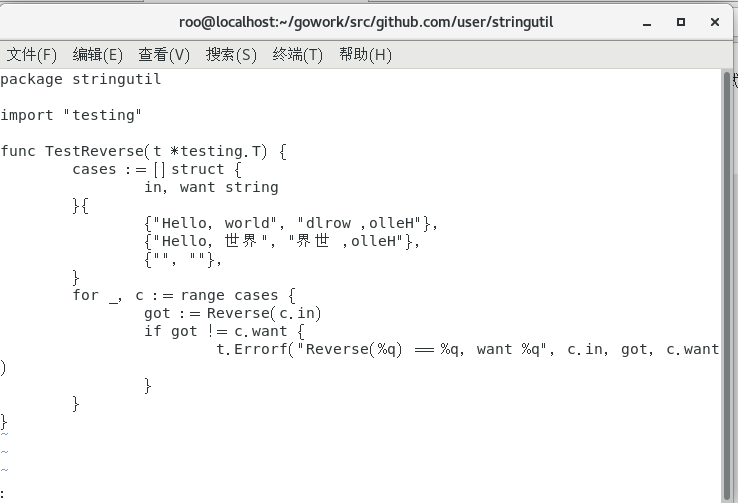 roo@localhost:~/gowork/src/github.com/user/stringutil
文件(F) 编辑(E) 查看(V) 搜索(S) 终端(T) 帮助(H)
package stringutil
import "testing"
func TestReverse(t *testing.T) {
        cases := []struct {
                in, want string
        }{
                {"Hello, world", "dlrow ,olleH"},
                {"Hello, 世界", "界世 ,olleH"},
                {"", ""},
        }
        for _, c := range cases {
                got := Reverse(c.in)
                if got != c.want {
                        t.Errorf("Reverse(%q) == %q, want %q", c.in, got, c.want
)
                }
        }
}
~
~
~
: